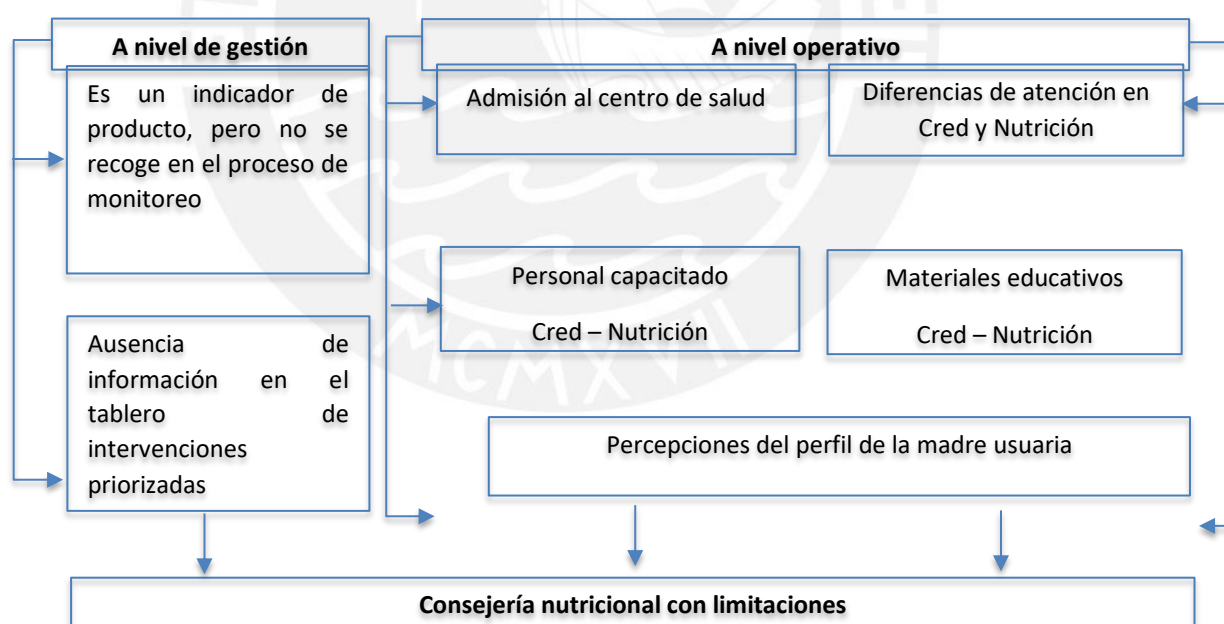 A nivel de gestión
Es un indicador de
producto, pero no se
recoge en el proceso de
monitoreo
Ausencia de
información en el
tablero de
intervenciones
priorizadas
A nivel operativo
Admisión al centro de salud
Diferencias de atención en
Cred y Nutrición
Personal capacitado
Cred – Nutrición
Materiales educativos
Cred – Nutrición
Percepciones del perfil de la madre usuaria
Consejería nutricional con limitaciones
MCMXVII